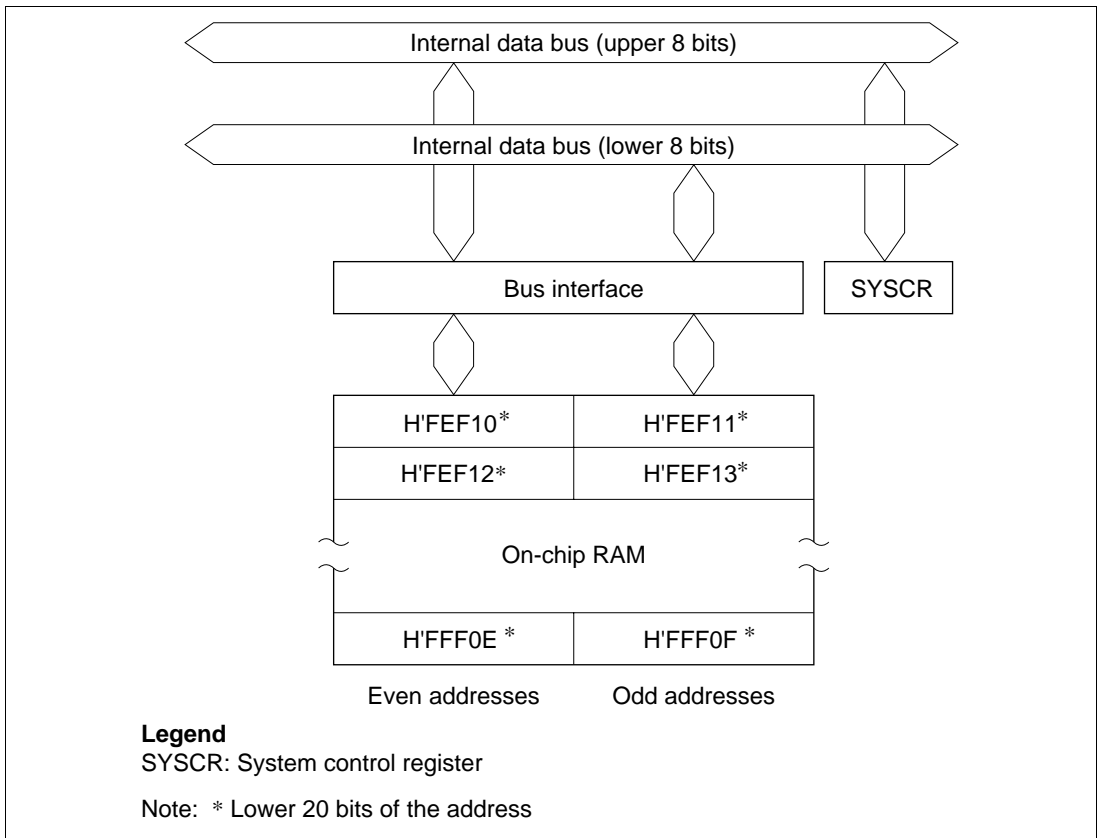 Internal data bus (upper 8 bits)
Internal data bus (lower 8 bits)
Bus interface SYSCR
H'FEF10* H'FEF11*
H'FEF12* H'FEF13*
On-chip RAM
H'FFF0E * H'FFF0F *
Even addresses Odd addresses
Legend
SYSCR: System control register
Note: * Lower 20 bits of the address